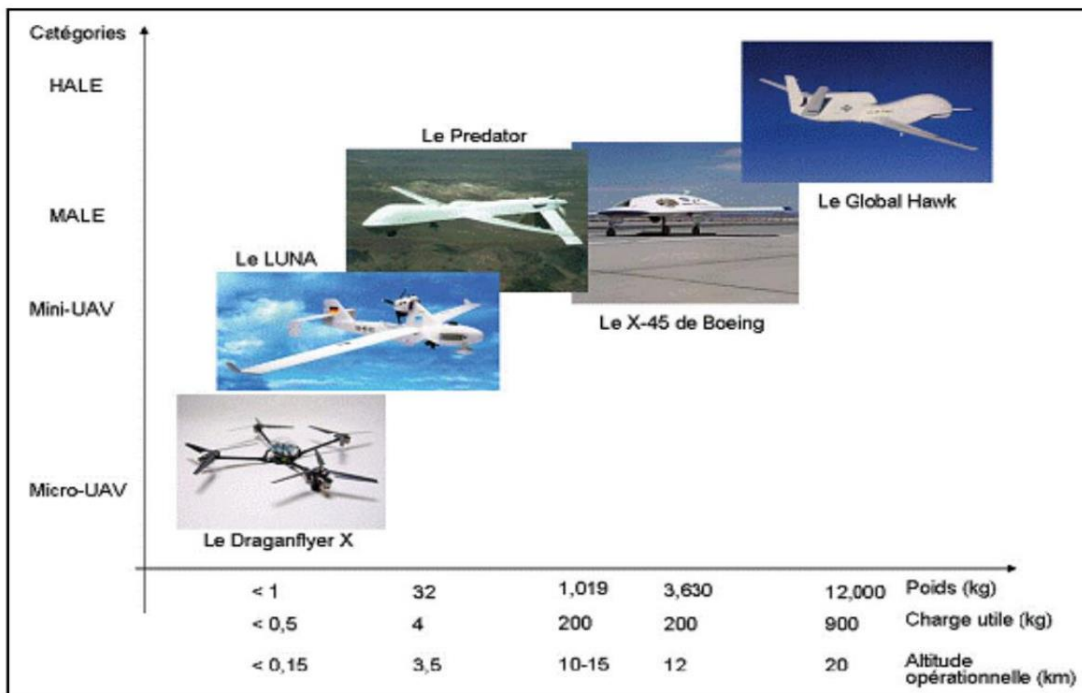 Catégories
HALE
Le Predator
MALE
Le Global Hawk
Le LUNA
Mini-UAV
Le X-45 de Boeing
Micro-UAV
Le Draganflyer X
< 1 32 1,019 3,630 12,000 Poids (kg)
< 0,5 4 200 200 900 Charge utile (kg)
< 0,15 3,5 10-15 12 20 Altitude
opérationnelle (km)